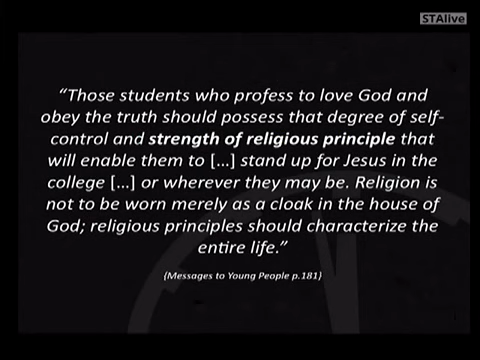 STAlive
“Those students who profess to love God and
obey the truth should possess that degree of self-
control and strength of religious principle that
will enable them to […] stand up for Jesus in the
college […] or wherever they may be. Religion is
not to be worn merely as a cloak in the house of
God; religious principles should characterize the
entire life.”
(Messages to Young People p.181)